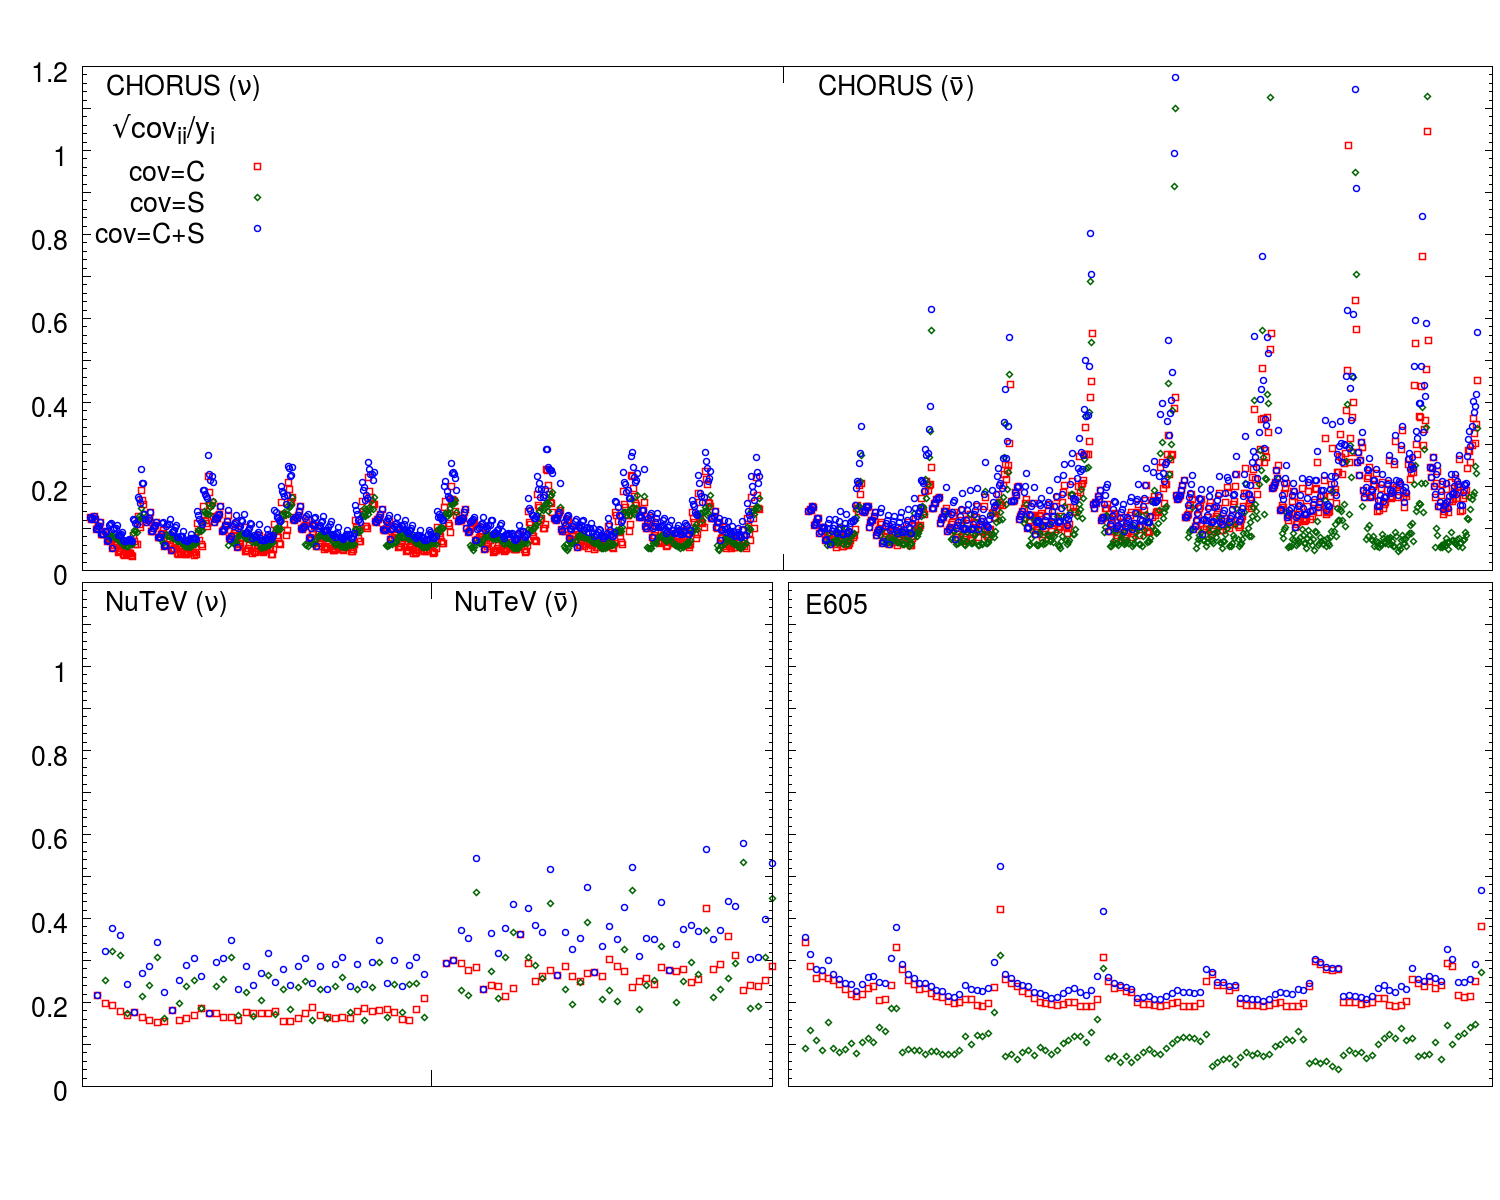 CHORUS (ν)
CHORUS (ν̄)
√cov_ii/y_i
cov=C
cov=S
cov=C+S
1.2
1
0.8
0.6
0.4
0.2
0
NuTeV (ν)
NuTeV (ν̄)
E605
1
0.8
0.6
0.4
0.2
0